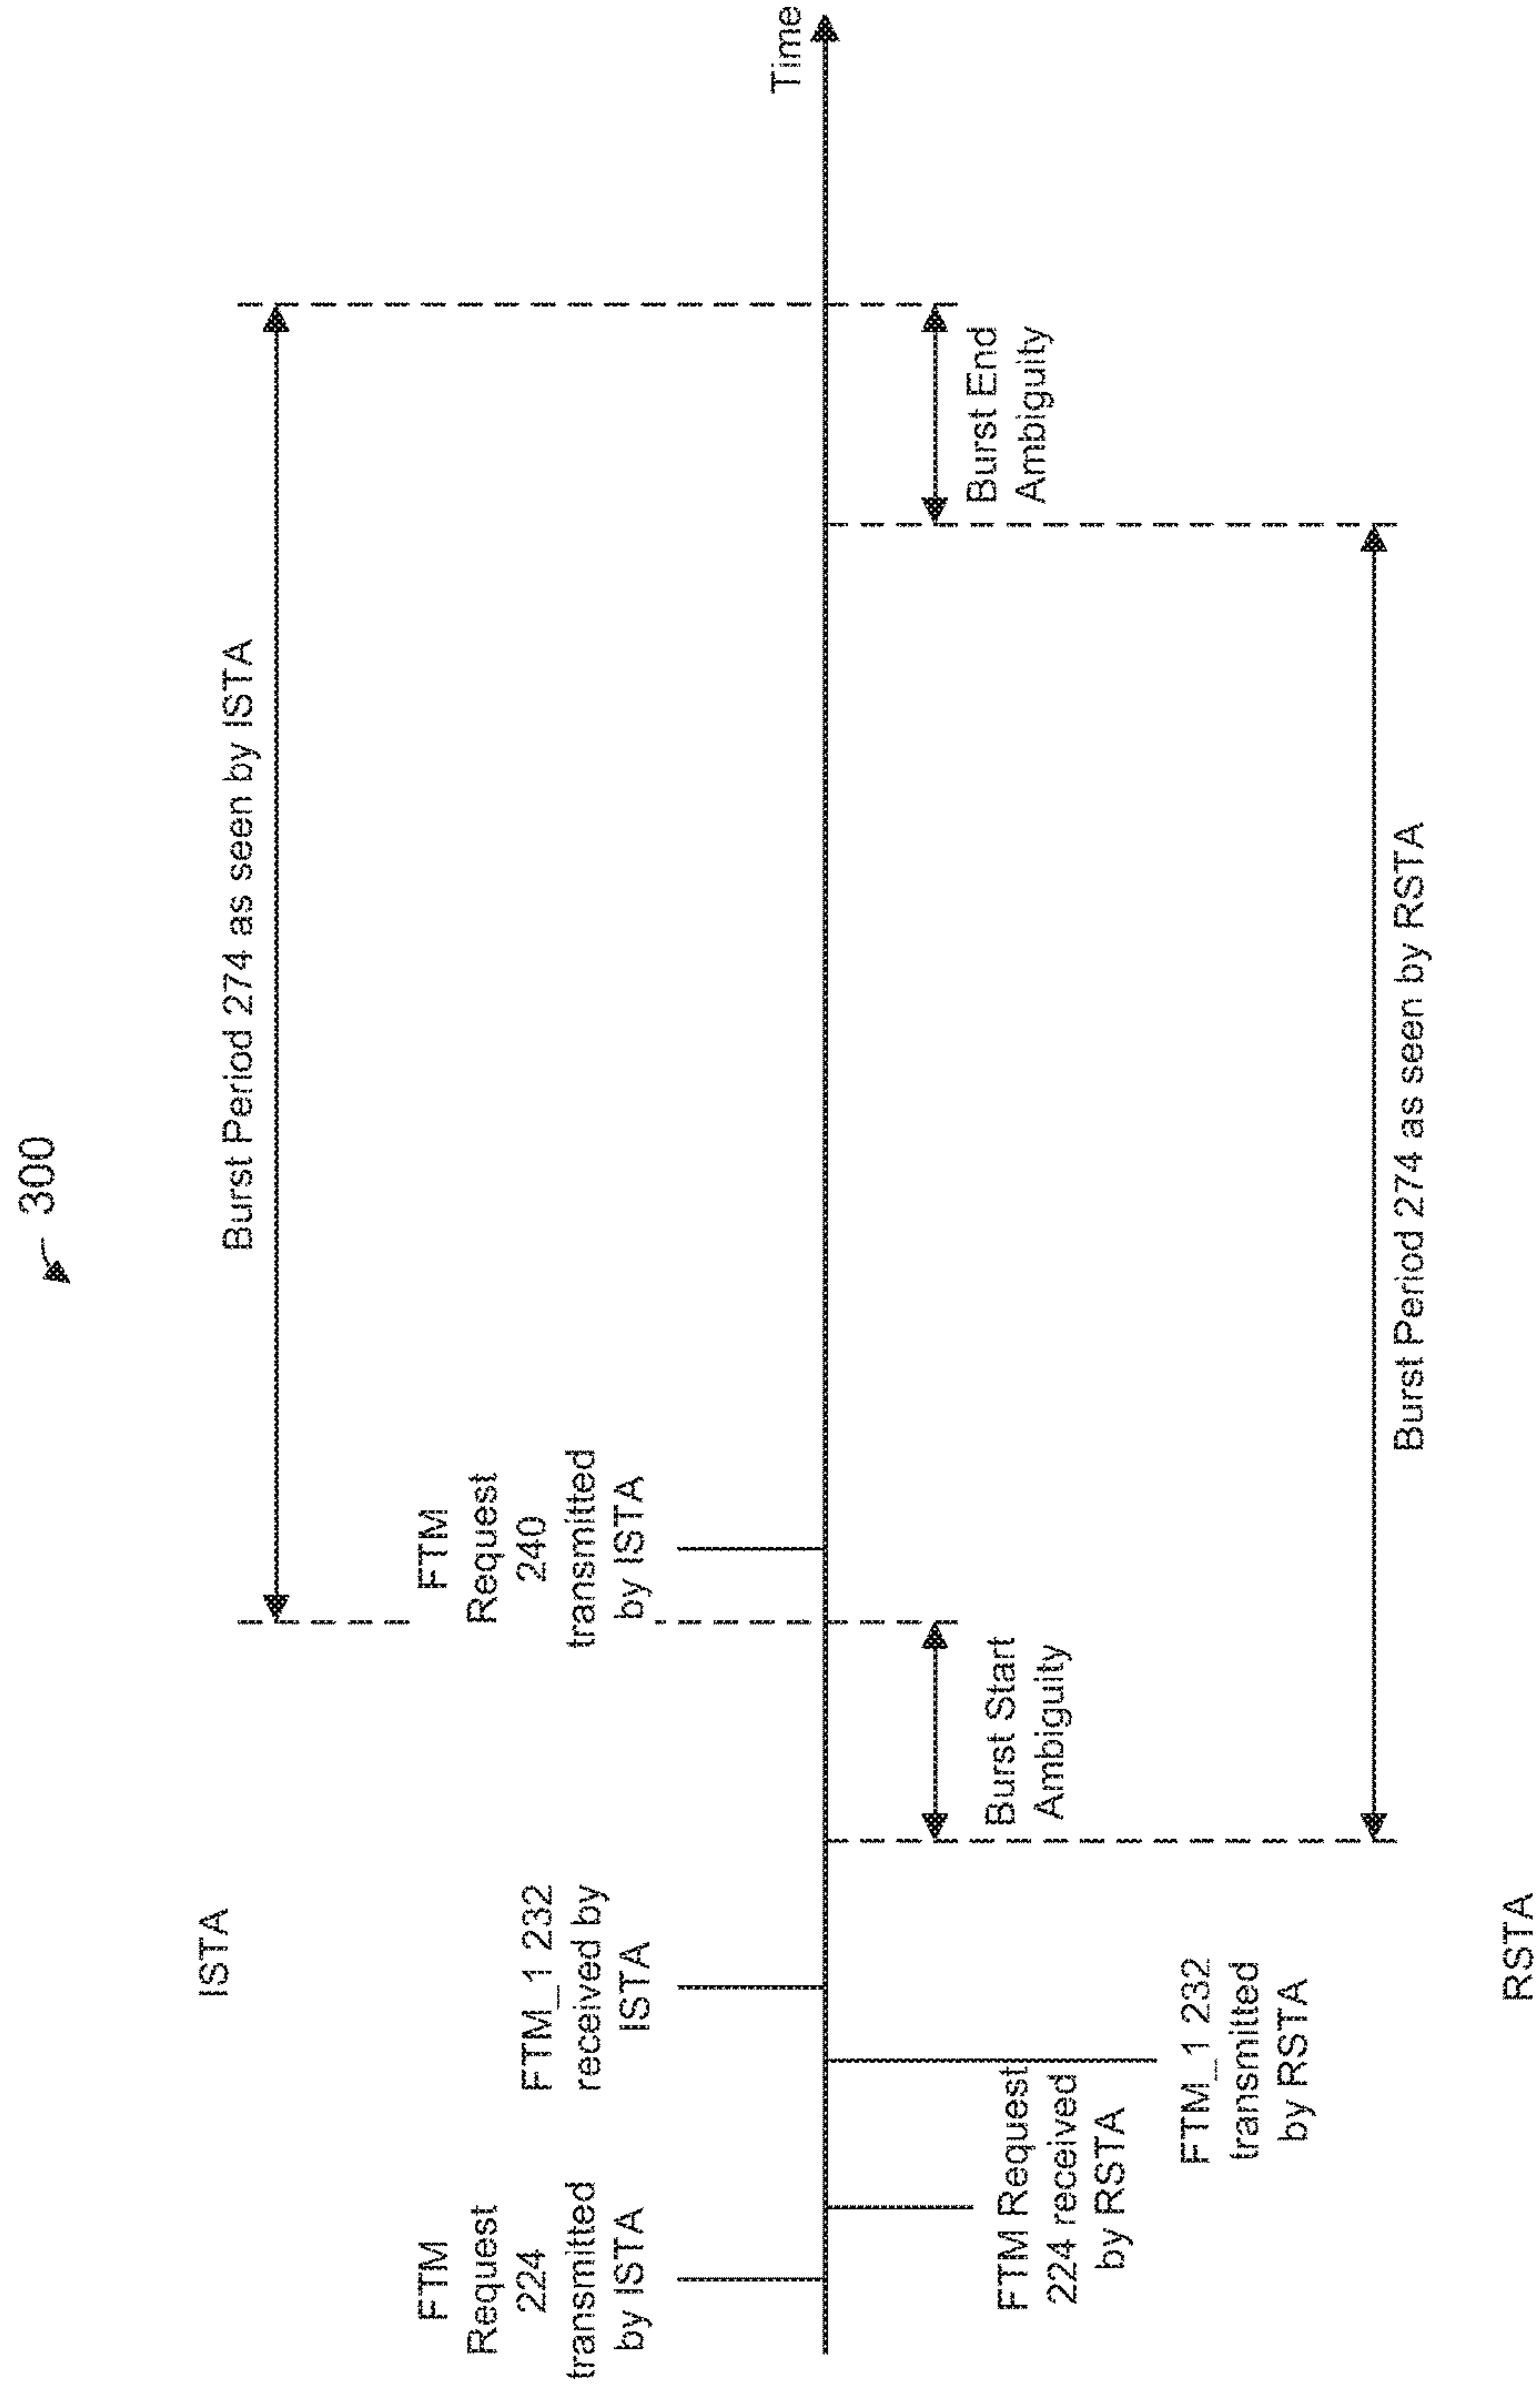 300
ISTA
Burst Period 274 as seen by ISTA
FTM
Request
224
transmitted
by ISTA
FTM_1 232
received by
ISTA
FTM
Request
240
transmitted
by ISTA
Time
FTM Request
224 received
by RSTA
FTM_1 232
transmitted
by RSTA
Burst Start
Ambiguity
Burst End
Ambiguity
Burst Period 274 as seen by RSTA
RSTA